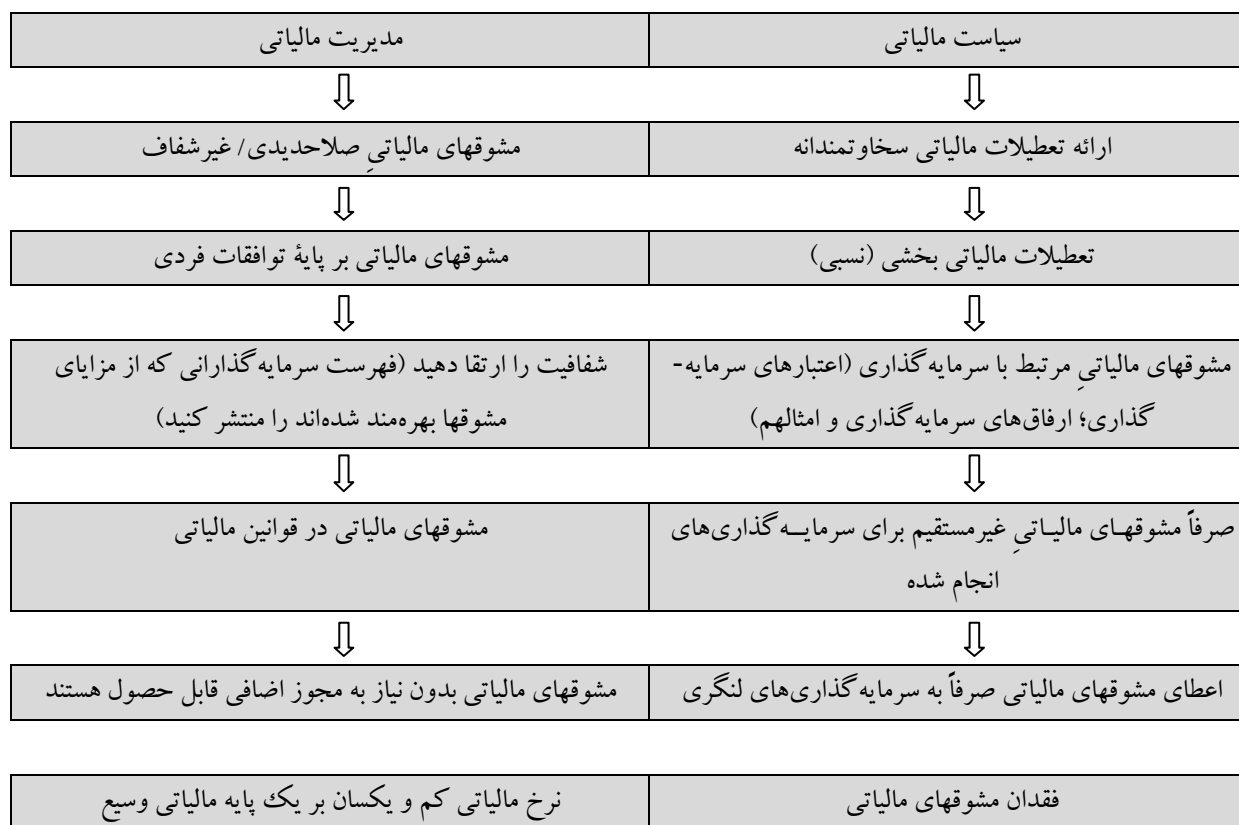 سیاست مالیاتی
مدیریت مالیاتی
ارائه تعطیلات مالیاتی سخاوتمندانه
مشوقهای مالیاتیِ صلاحدیدی/ غیرشفاف
تعطیلات مالیاتی بخشی (نسبی)
مشوقهای مالیاتی بر پایۀ توافقات فردی
مشوقهای مالیاتیِ مرتبط با سرمایه گذاری (اعتبارهای سرمایه-
گذاری؛ ارفاق‌های سرمایه گذاری و امثالهم)
شفافیت را ارتقا دهید (فهرست سرمایه گذارانی که از مزایای
مشوقها بهره‌مند شده‌اند را منتشر کنید)
صرفاً مشوقهـای مالیـاتیِ غیرمستقیم برای سرمایــه گذاری‌های
انجام شده
مشوقهای مالیاتی در قوانین مالیاتی
اعطای مشوقهای مالیاتی صرفاً به سرمایه گذاری‌های لنگری
مشوقهای مالیاتی بدون نیاز به مجوز اضافی قابل حصول هستند
فقدان مشوقهای مالیاتی
نرخ مالیاتی کم و یکسان بر یک پایه مالیاتی وسیع